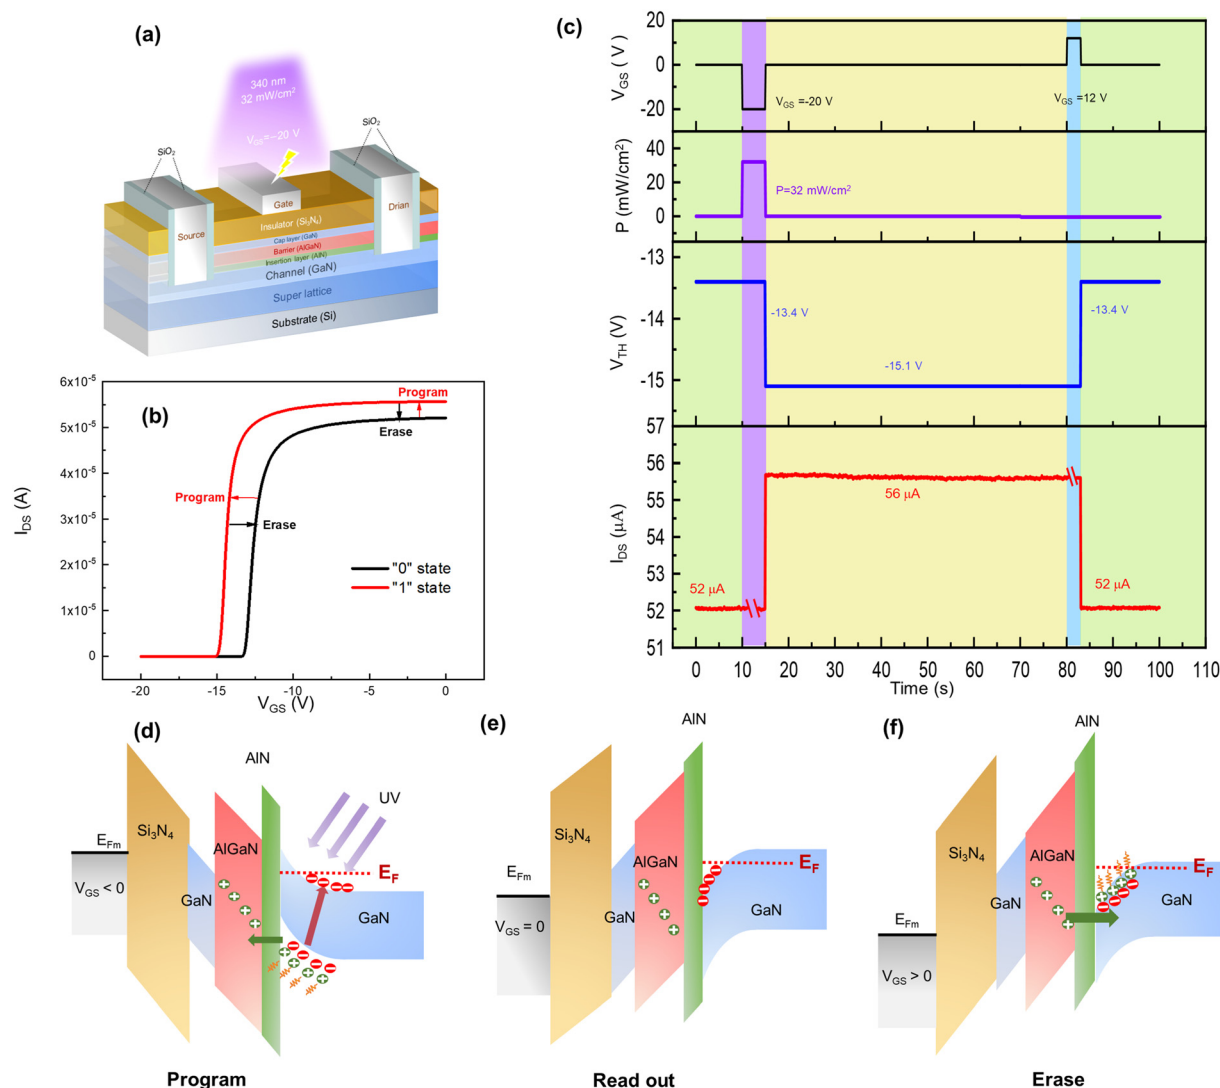 (a)
340 nm
32 mW/cm²
V_GS=−20 V
SiO₂
SiO₂
Gate
Source
Drian
Insulator (Si₃N₄)
Cap layer (GaN)
Barrier (AlGaN)
Insertion layer (AlN)
Channel (GaN)
Super lattice
Substrate (Si)
(b)
I_DS (A)
6x10⁻⁵
5x10⁻⁵
4x10⁻⁵
3x10⁻⁵
2x10⁻⁵
1x10⁻⁵
0
Program
Erase
Program
Erase
"0" state
"1" state
-20
-15
-10
-5
0
V_GS (V)
(c)
V_GS ( V )
20
0
-20
V_GS =-20 V
V_GS =12 V
P (mW/cm²)
40
20
0
P=32 mW/cm²
V_TH (V)
-13
-14
-15
-13.4 V
-15.1 V
-13.4 V
I_DS (μA)
57
56
55
54
53
52
51
52 μA
56 μA
52 μA
0 10 20 30 40 50 60 70 80 90 100 110
Time (s)
(d)
AlN
UV
Si₃N₄
E_Fm
AlGaN
E_F
V_GS < 0
GaN
GaN
Program
(e)
AlN
Si₃N₄
AlGaN
E_F
E_Fm
GaN
GaN
V_GS = 0
Read out
(f)
AlN
Si₃N₄
AlGaN
E_F
GaN
GaN
E_Fm
V_GS > 0
Erase